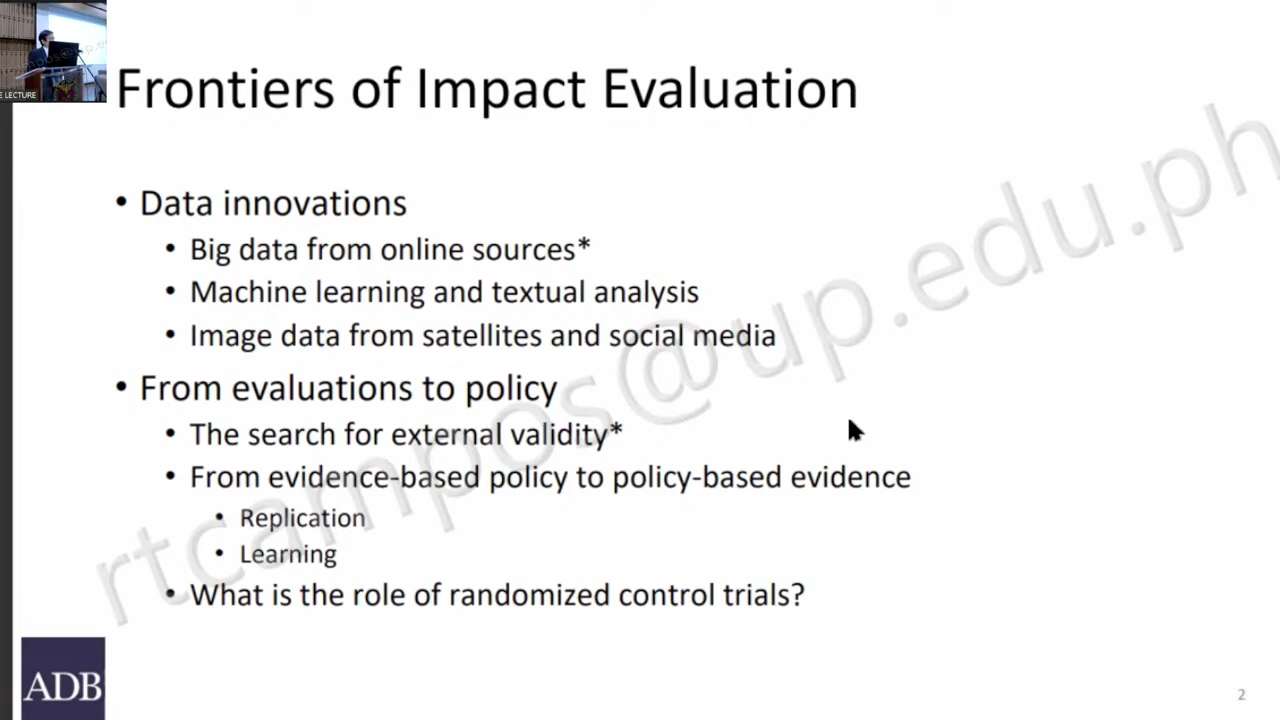 E LECTURE
Frontiers of Impact Evaluation
• Data innovations
• Big data from online sources*
• Machine learning and textual analysis
• Image data from satellites and social media
• From evaluations to policy
• The search for external validity*
• From evidence-based policy to policy-based evidence
• Replication
• Learning
• What is the role of randomized control trials?
rtcampos@up.edu.ph
ADB
2